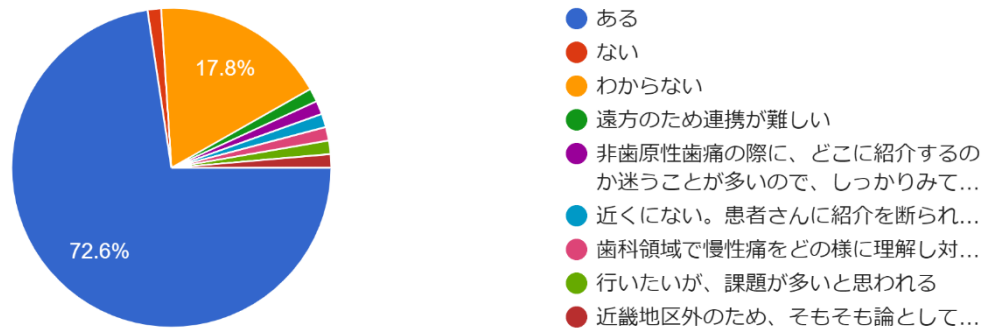 17.8%
72.6%
ある
ない
わからない
遠方のため連携が難しい
非歯原性歯痛の際に、どこに紹介するの
か迷うことが多いので、しっかりみて…
近くにない。患者さんに紹介を断られ…
歯科領域で慢性痛をどの様に理解し対…
行いたいが、課題が多いと思われる
近畿地区外のため、そもそも論として…